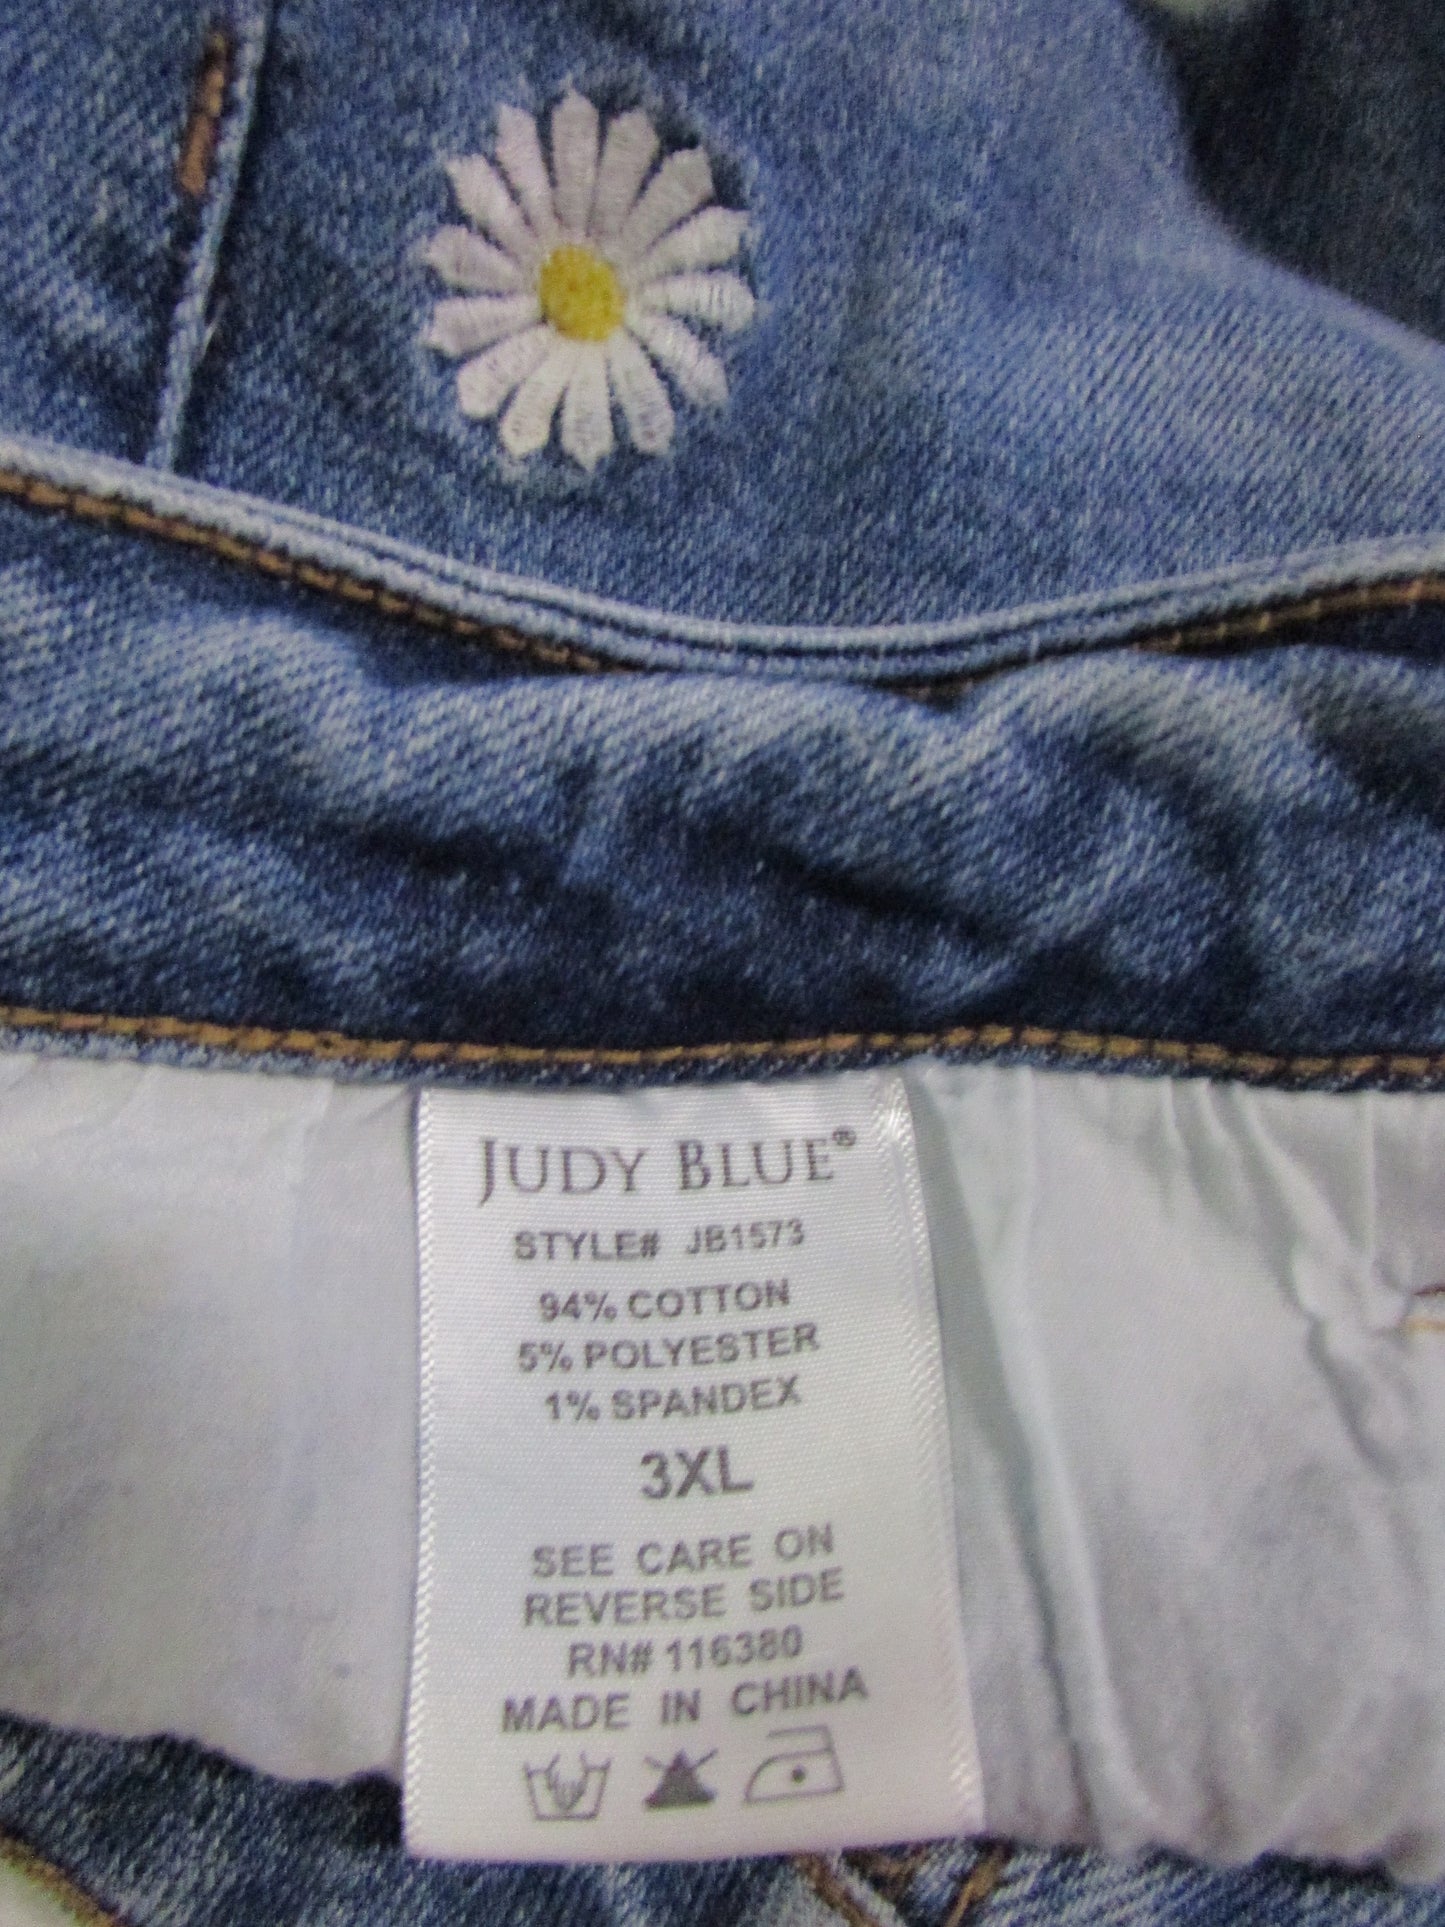 JUDY BLUE®
STYLE# JB1573
94% COTTON
5% POLYESTER
1% SPANDEX
3XL
SEE CARE ON
REVERSE SIDE
RN# 116380
MADE IN CHINA